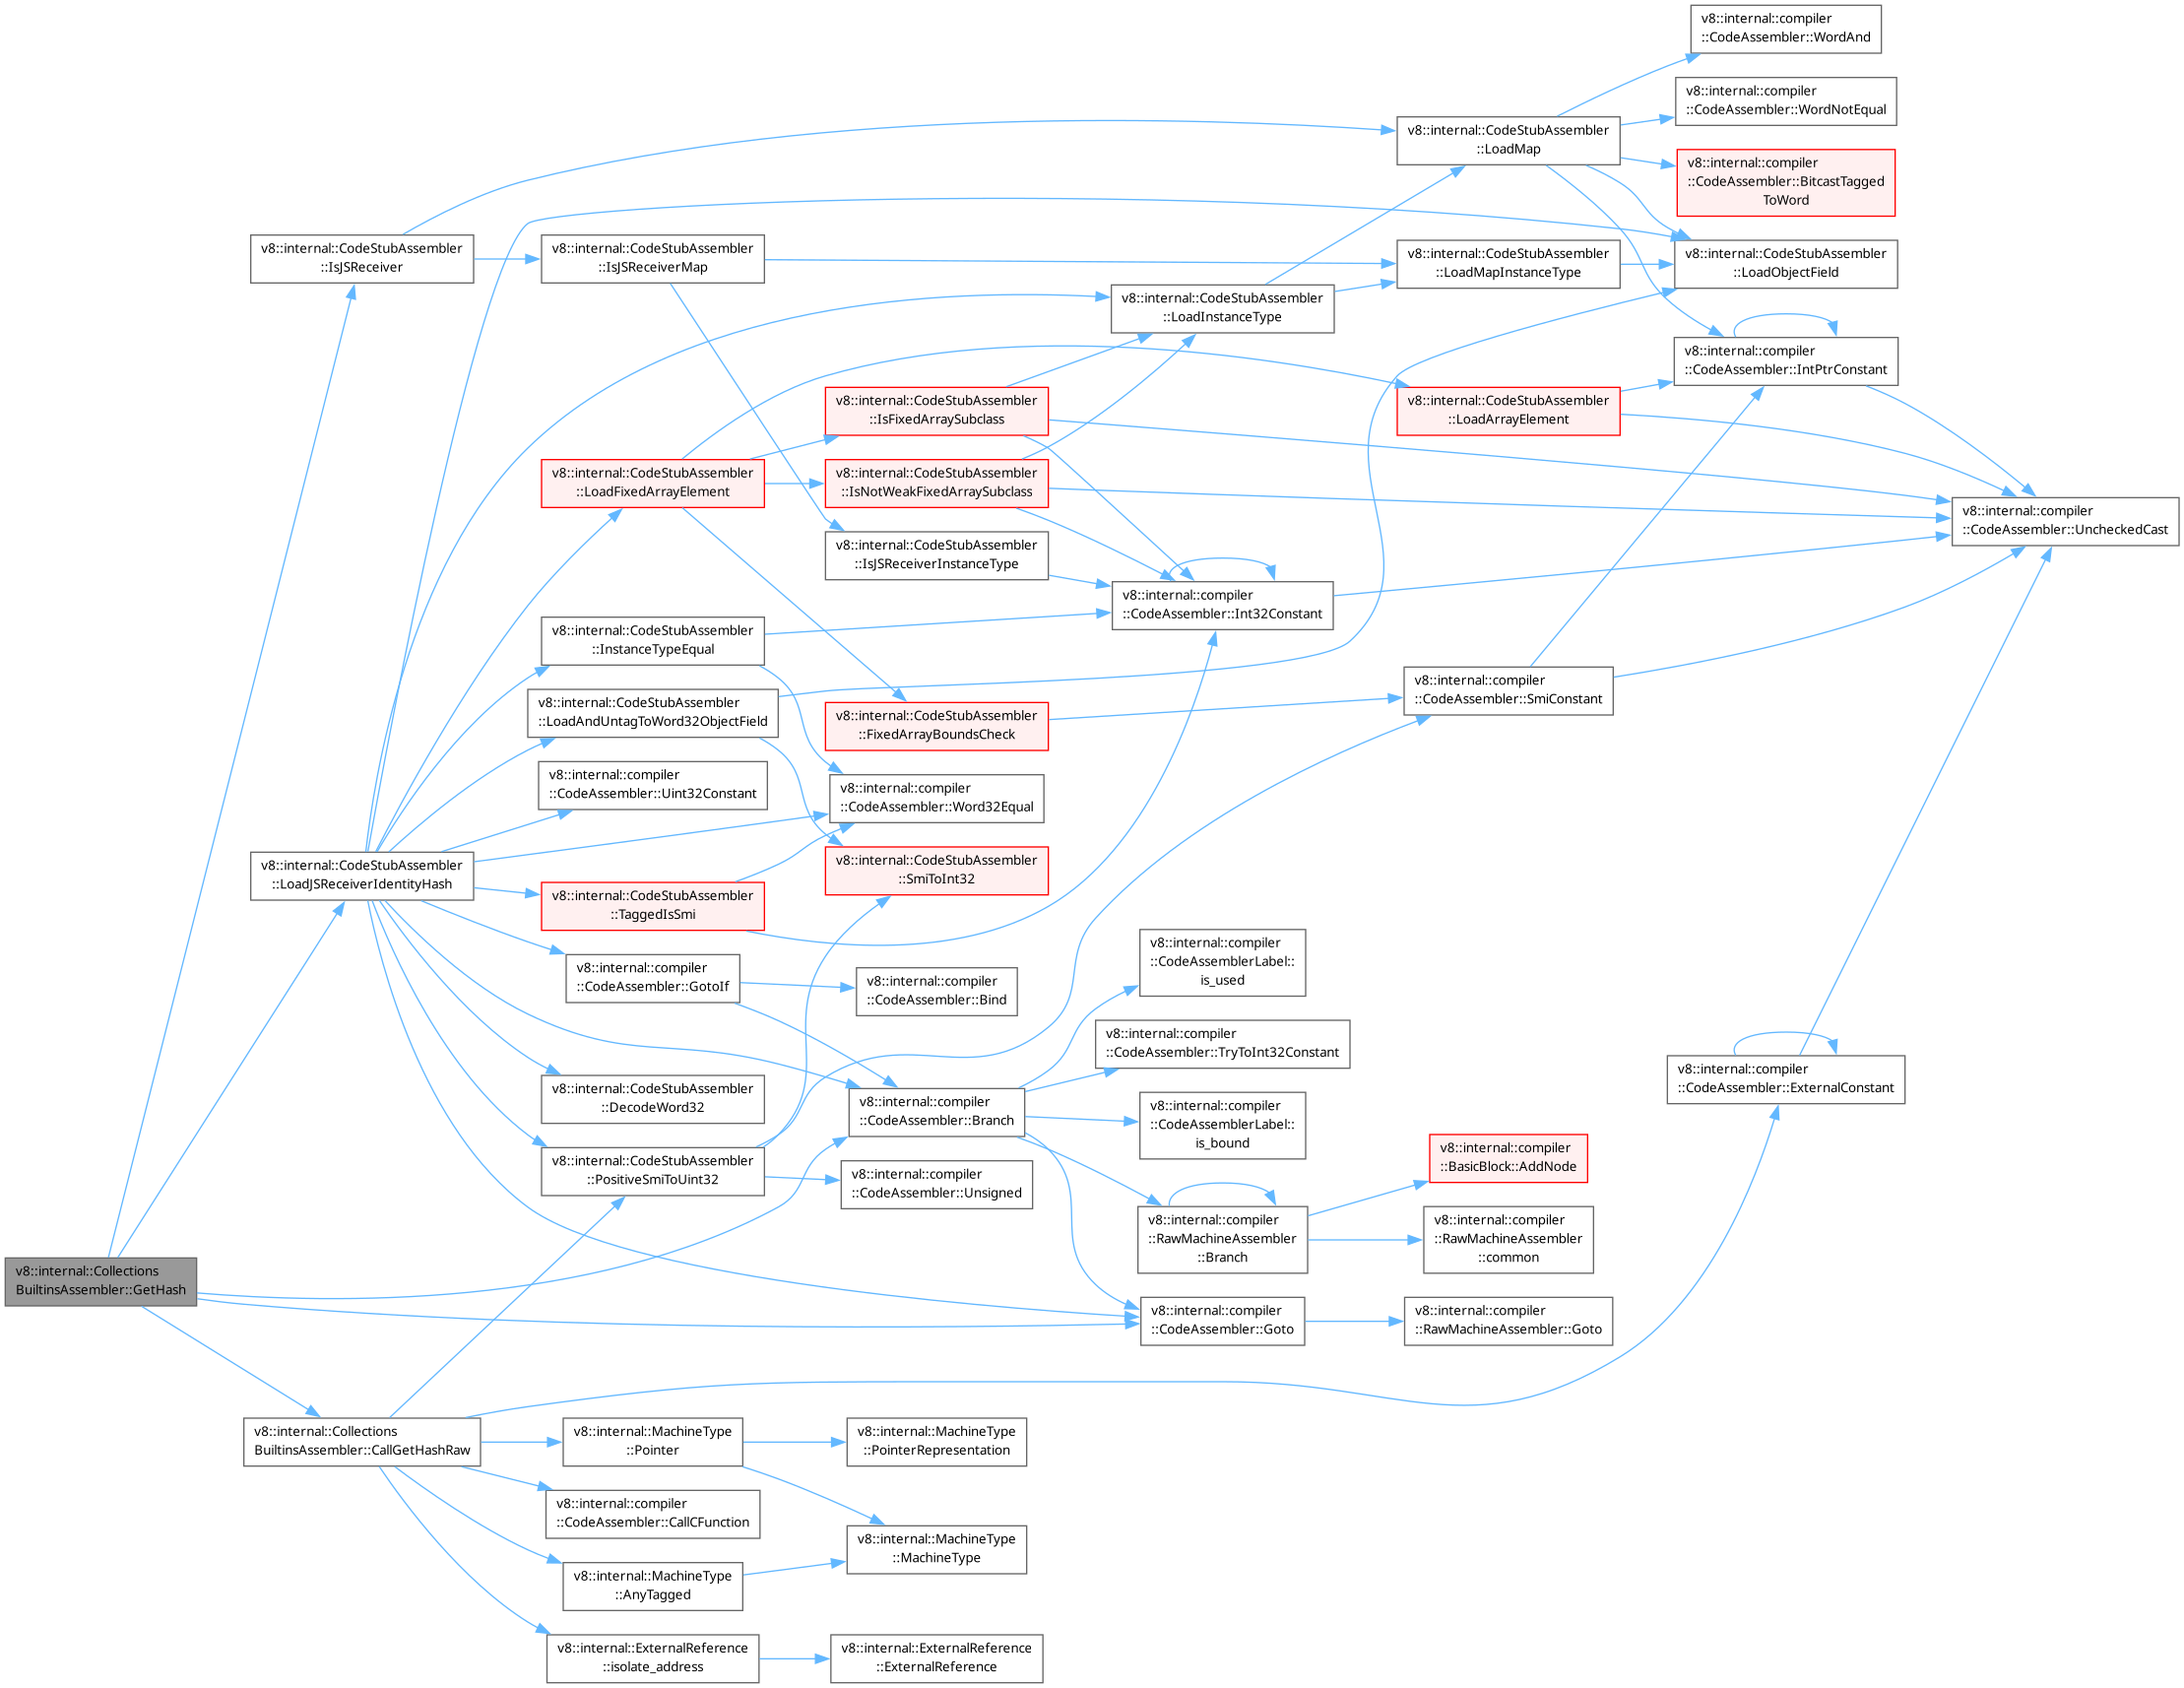 v8::internal::Collections
BuiltinsAssembler::GetHash
v8::internal::CodeStubAssembler
::IsJSReceiver
v8::internal::CodeStubAssembler
::LoadJSReceiverIdentityHash
v8::internal::Collections
BuiltinsAssembler::CallGetHashRaw
v8::internal::CodeStubAssembler
::IsJSReceiverMap
v8::internal::CodeStubAssembler
::LoadFixedArrayElement
v8::internal::CodeStubAssembler
::InstanceTypeEqual
v8::internal::CodeStubAssembler
::LoadAndUntagToWord32ObjectField
v8::internal::compiler
::CodeAssembler::Uint32Constant
v8::internal::CodeStubAssembler
::TaggedIsSmi
v8::internal::compiler
::CodeAssembler::GotoIf
v8::internal::CodeStubAssembler
::DecodeWord32
v8::internal::CodeStubAssembler
::PositiveSmiToUint32
v8::internal::MachineType
::Pointer
v8::internal::compiler
::CodeAssembler::CallCFunction
v8::internal::MachineType
::AnyTagged
v8::internal::ExternalReference
::isolate_address
v8::internal::CodeStubAssembler
::IsFixedArraySubclass
v8::internal::CodeStubAssembler
::IsNotWeakFixedArraySubclass
v8::internal::CodeStubAssembler
::IsJSReceiverInstanceType
v8::internal::CodeStubAssembler
::FixedArrayBoundsCheck
v8::internal::compiler
::CodeAssembler::Word32Equal
v8::internal::CodeStubAssembler
::SmiToInt32
v8::internal::compiler
::CodeAssembler::Bind
v8::internal::compiler
::CodeAssembler::Branch
v8::internal::compiler
::CodeAssembler::Unsigned
v8::internal::MachineType
::PointerRepresentation
v8::internal::MachineType
::MachineType
v8::internal::ExternalReference
::ExternalReference
v8::internal::CodeStubAssembler
::LoadInstanceType
v8::internal::compiler
::CodeAssembler::Int32Constant
v8::internal::compiler
::CodeAssemblerLabel::
is_used
v8::internal::compiler
::CodeAssembler::TryToInt32Constant
v8::internal::compiler
::CodeAssemblerLabel::
is_bound
v8::internal::compiler
::RawMachineAssembler
::Branch
v8::internal::compiler
::CodeAssembler::Goto
v8::internal::CodeStubAssembler
::LoadMap
v8::internal::CodeStubAssembler
::LoadMapInstanceType
v8::internal::CodeStubAssembler
::LoadArrayElement
v8::internal::compiler
::CodeAssembler::SmiConstant
v8::internal::compiler
::BasicBlock::AddNode
v8::internal::compiler
::RawMachineAssembler
::common
v8::internal::compiler
::RawMachineAssembler::Goto
v8::internal::compiler
::CodeAssembler::WordAnd
v8::internal::compiler
::CodeAssembler::WordNotEqual
v8::internal::compiler
::CodeAssembler::BitcastTagged
ToWord
v8::internal::CodeStubAssembler
::LoadObjectField
v8::internal::compiler
::CodeAssembler::IntPtrConstant
v8::internal::compiler
::CodeAssembler::ExternalConstant
v8::internal::compiler
::CodeAssembler::UncheckedCast